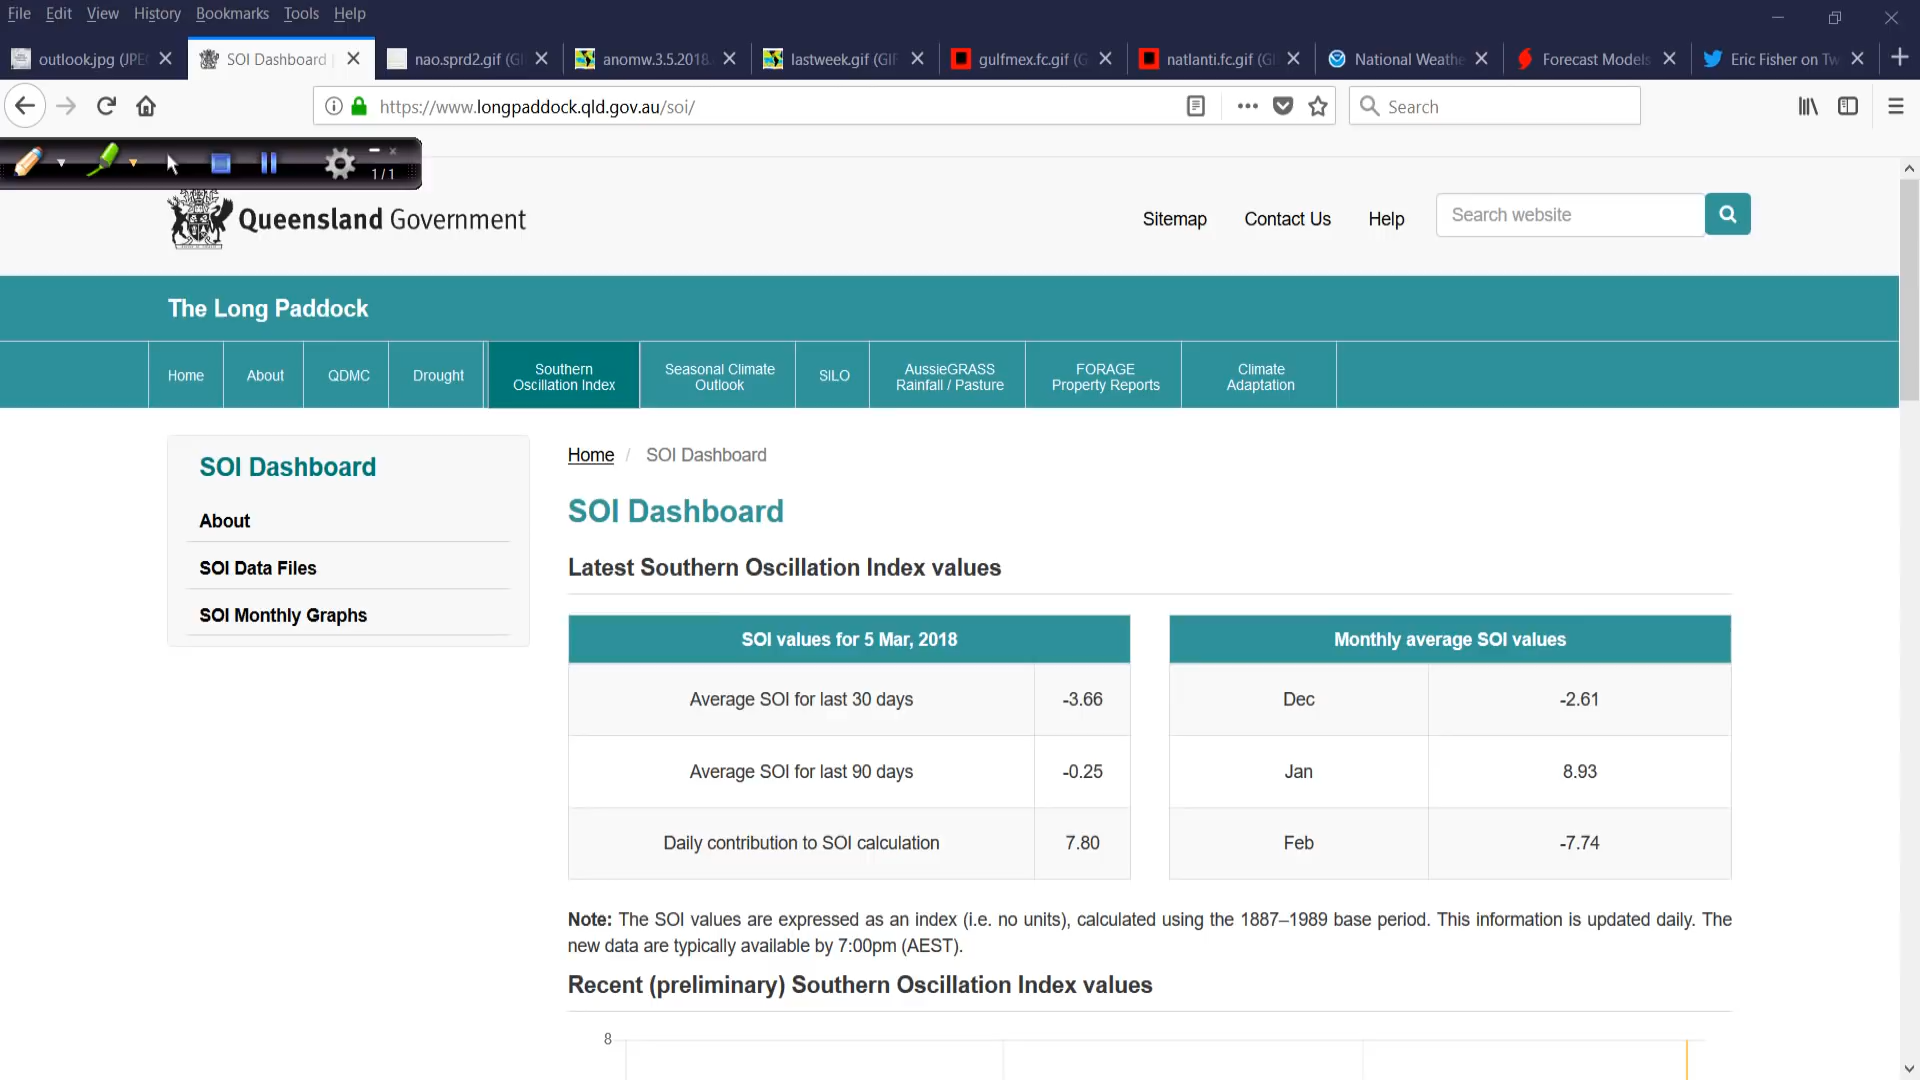 File Edit View History Bookmarks Tools Help
outlook.jpg (JPE
SOI Dashboard
nao.sprd2.gif (GI
anomw.3.5.2018
lastweek.gif (GIF
gulfmex.fc.gif (G
natlanti.fc.gif (GI
National Weathe
Forecast Models
Eric Fisher on Tw
https://www.longpaddock.qld.gov.au/soi/
Search
1/1
Queensland Government
Sitemap
Contact Us
Help
Search website
The Long Paddock
Home
About
QDMC
Drought
Southern
Oscillation Index
Seasonal Climate
Outlook
SILO
AussieGRASS
Rainfall / Pasture
FORAGE
Property Reports
Climate
Adaptation
SOI Dashboard
About
SOI Data Files
SOI Monthly Graphs
Home / SOI Dashboard
SOI Dashboard
Latest Southern Oscillation Index values
SOI values for 5 Mar, 2018
Average SOI for last 30 days -3.66
Average SOI for last 90 days -0.25
Daily contribution to SOI calculation 7.80
Monthly average SOI values
Dec -2.61
Jan 8.93
Feb -7.74
Note: The SOI values are expressed as an index (i.e. no units), calculated using the 1887–1989 base period. This information is updated daily. The
new data are typically available by 7:00pm (AEST).
Recent (preliminary) Southern Oscillation Index values
8